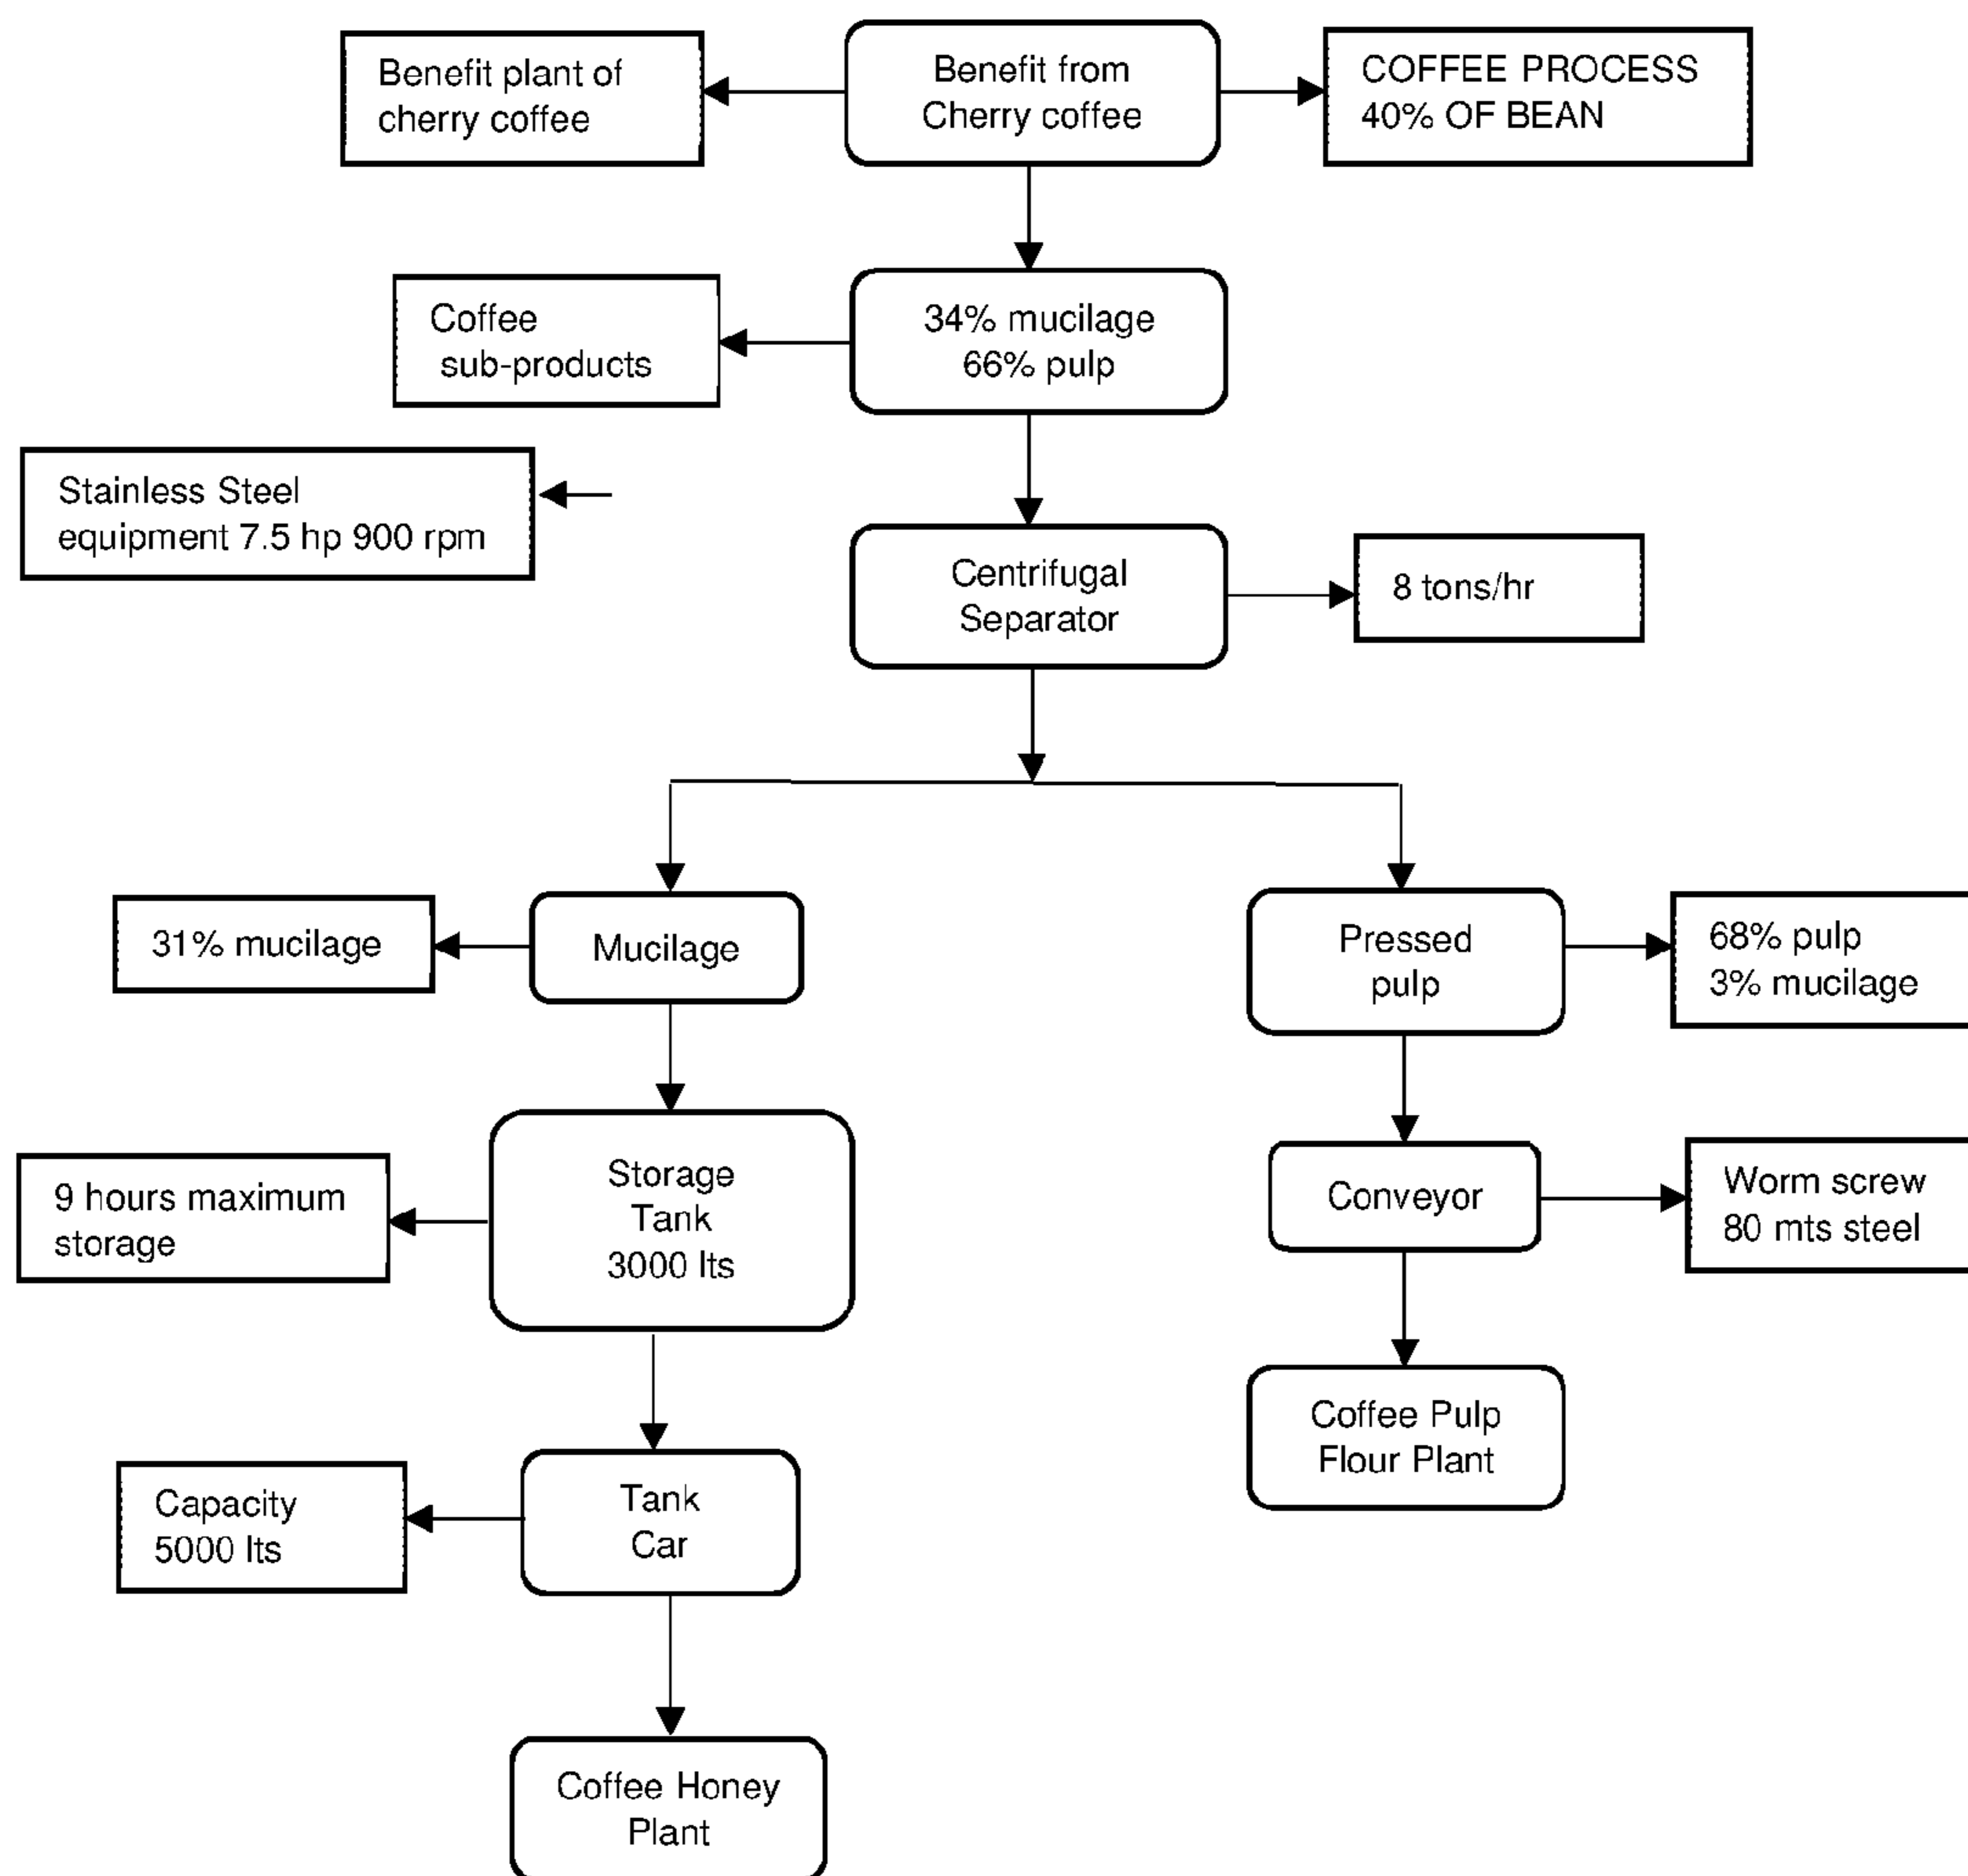 Benefit plant of
cherry coffee
Benefit from
Cherry coffee
COFFEE PROCESS
40% OF BEAN
Coffee
sub-products
34% mucilage
66% pulp
Stainless Steel
equipment 7.5 hp 900 rpm
Centrifugal
Separator
8 tons/hr
31% mucilage
Mucilage
Pressed
pulp
68% pulp
3% mucilage
9 hours maximum
storage
Storage
Tank
3000 lts
Conveyor
Worm screw
80 mts steel
Capacity
5000 lts
Tank
Car
Coffee Pulp
Flour Plant
Coffee Honey
Plant